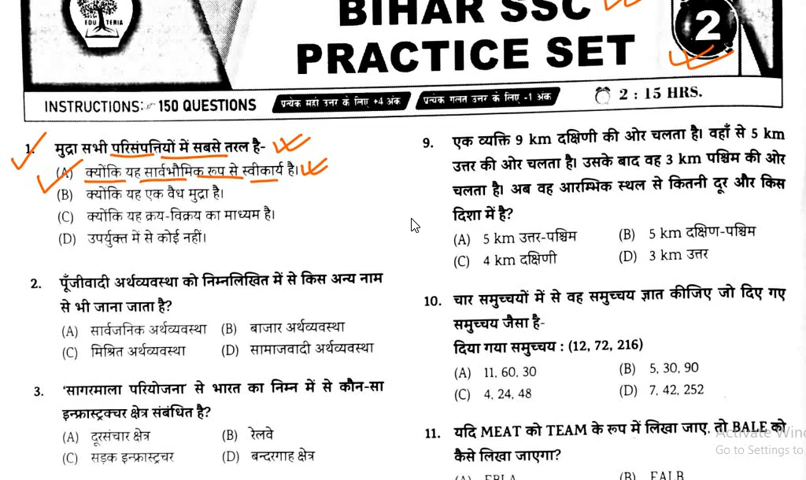 EDU TERIA
BIHAR SSC
PRACTICE SET
2
INSTRUCTIONS:- 150 QUESTIONS
प्रत्येक सही उत्तर के लिए +4 अंक
प्रत्येक गलत उत्तर के लिए -1 अंक
2 : 15 HRS.
1. मुद्रा सभी परिसंपत्तियों में सबसे तरल है-
(A) क्योंकि यह सार्वभौमिक रूप से स्वीकार्य है।
(B) क्योंकि यह एक वैध मुद्रा है।
(C) क्योंकि यह क्रय-विक्रय का माध्यम है।
(D) उपर्युक्त में से कोई नहीं।
2. पूँजीवादी अर्थव्यवस्था को निम्नलिखित में से किस अन्य नाम
से भी जाना जाता है?
(A) सार्वजनिक अर्थव्यवस्था (B) बाजार अर्थव्यवस्था
(C) मिश्रित अर्थव्यवस्था (D) सामाजवादी अर्थव्यवस्था
3. 'सागरमाला परियोजना' से भारत का निम्न में से कौन-सा
इन्फ्रास्ट्रक्चर क्षेत्र संबंधित है?
(A) दूरसंचार क्षेत्र (B) रेलवे
(C) सड़क इन्फ्रास्ट्रचर (D) बन्दरगाह क्षेत्र
9. एक व्यक्ति 9 km दक्षिणी की ओर चलता है। वहाँ से 5 km
उत्तर की ओर चलता है। उसके बाद वह 3 km पश्चिम की ओर
चलता है। अब वह आरम्भिक स्थल से कितनी दूर और किस
दिशा में है?
(A) 5 km उत्तर-पश्चिम (B) 5 km दक्षिण-पश्चिम
(C) 4 km दक्षिणी (D) 3 km उत्तर
10. चार समुच्चयों में से वह समुच्चय ज्ञात कीजिए जो दिए गए
समुच्चय जैसा है-
दिया गया समुच्चय : (12, 72, 216)
(A) 11, 60, 30 (B) 5, 30, 90
(C) 4, 24, 48 (D) 7, 42, 252
11. यदि MEAT को TEAM के रूप में लिखा जाए, तो BALE को
कैसे लिखा जाएगा?
(A) EBLA (B) EALB
Activate Win
Go to Settings to